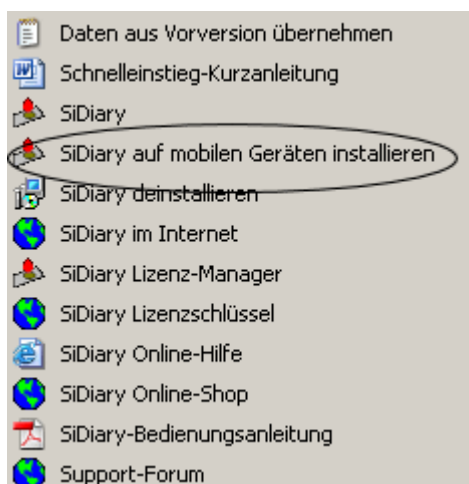 Daten aus Vorversion übernehmen
Schnelleinstieg-Kurzanleitung
SiDiary
SiDiary auf mobilen Geräten installieren
SiDiary deinstallieren
SiDiary im Internet
SiDiary Lizenz-Manager
SiDiary Lizenzschlüssel
SiDiary Online-Hilfe
SiDiary Online-Shop
SiDiary-Bedienungsanleitung
Support-Forum